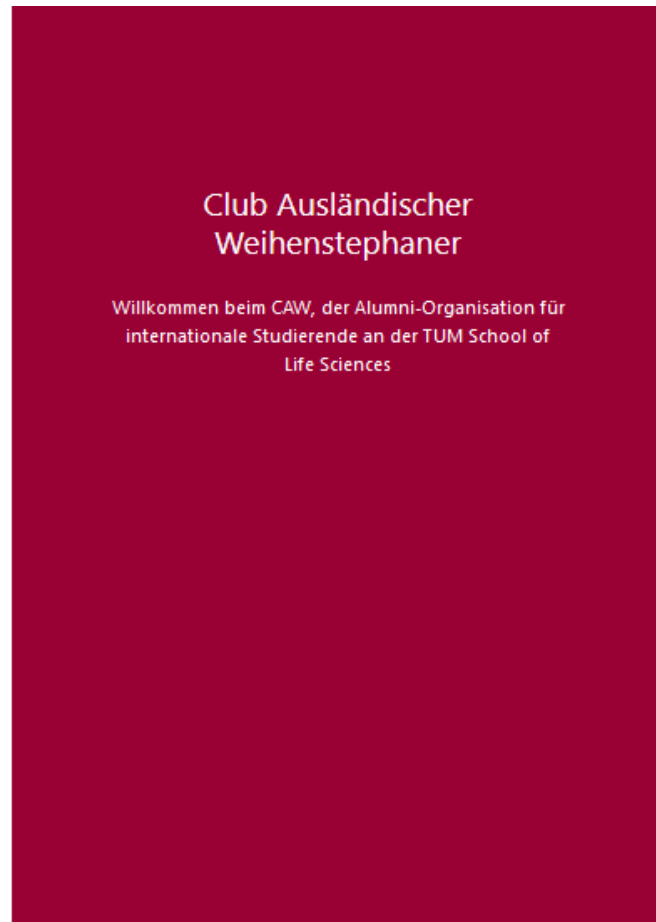 Club Ausländischer
Weihenstephaner
Willkommen beim CAW, der Alumni-Organisation für
internationale Studierende an der TUM School of
Life Sciences